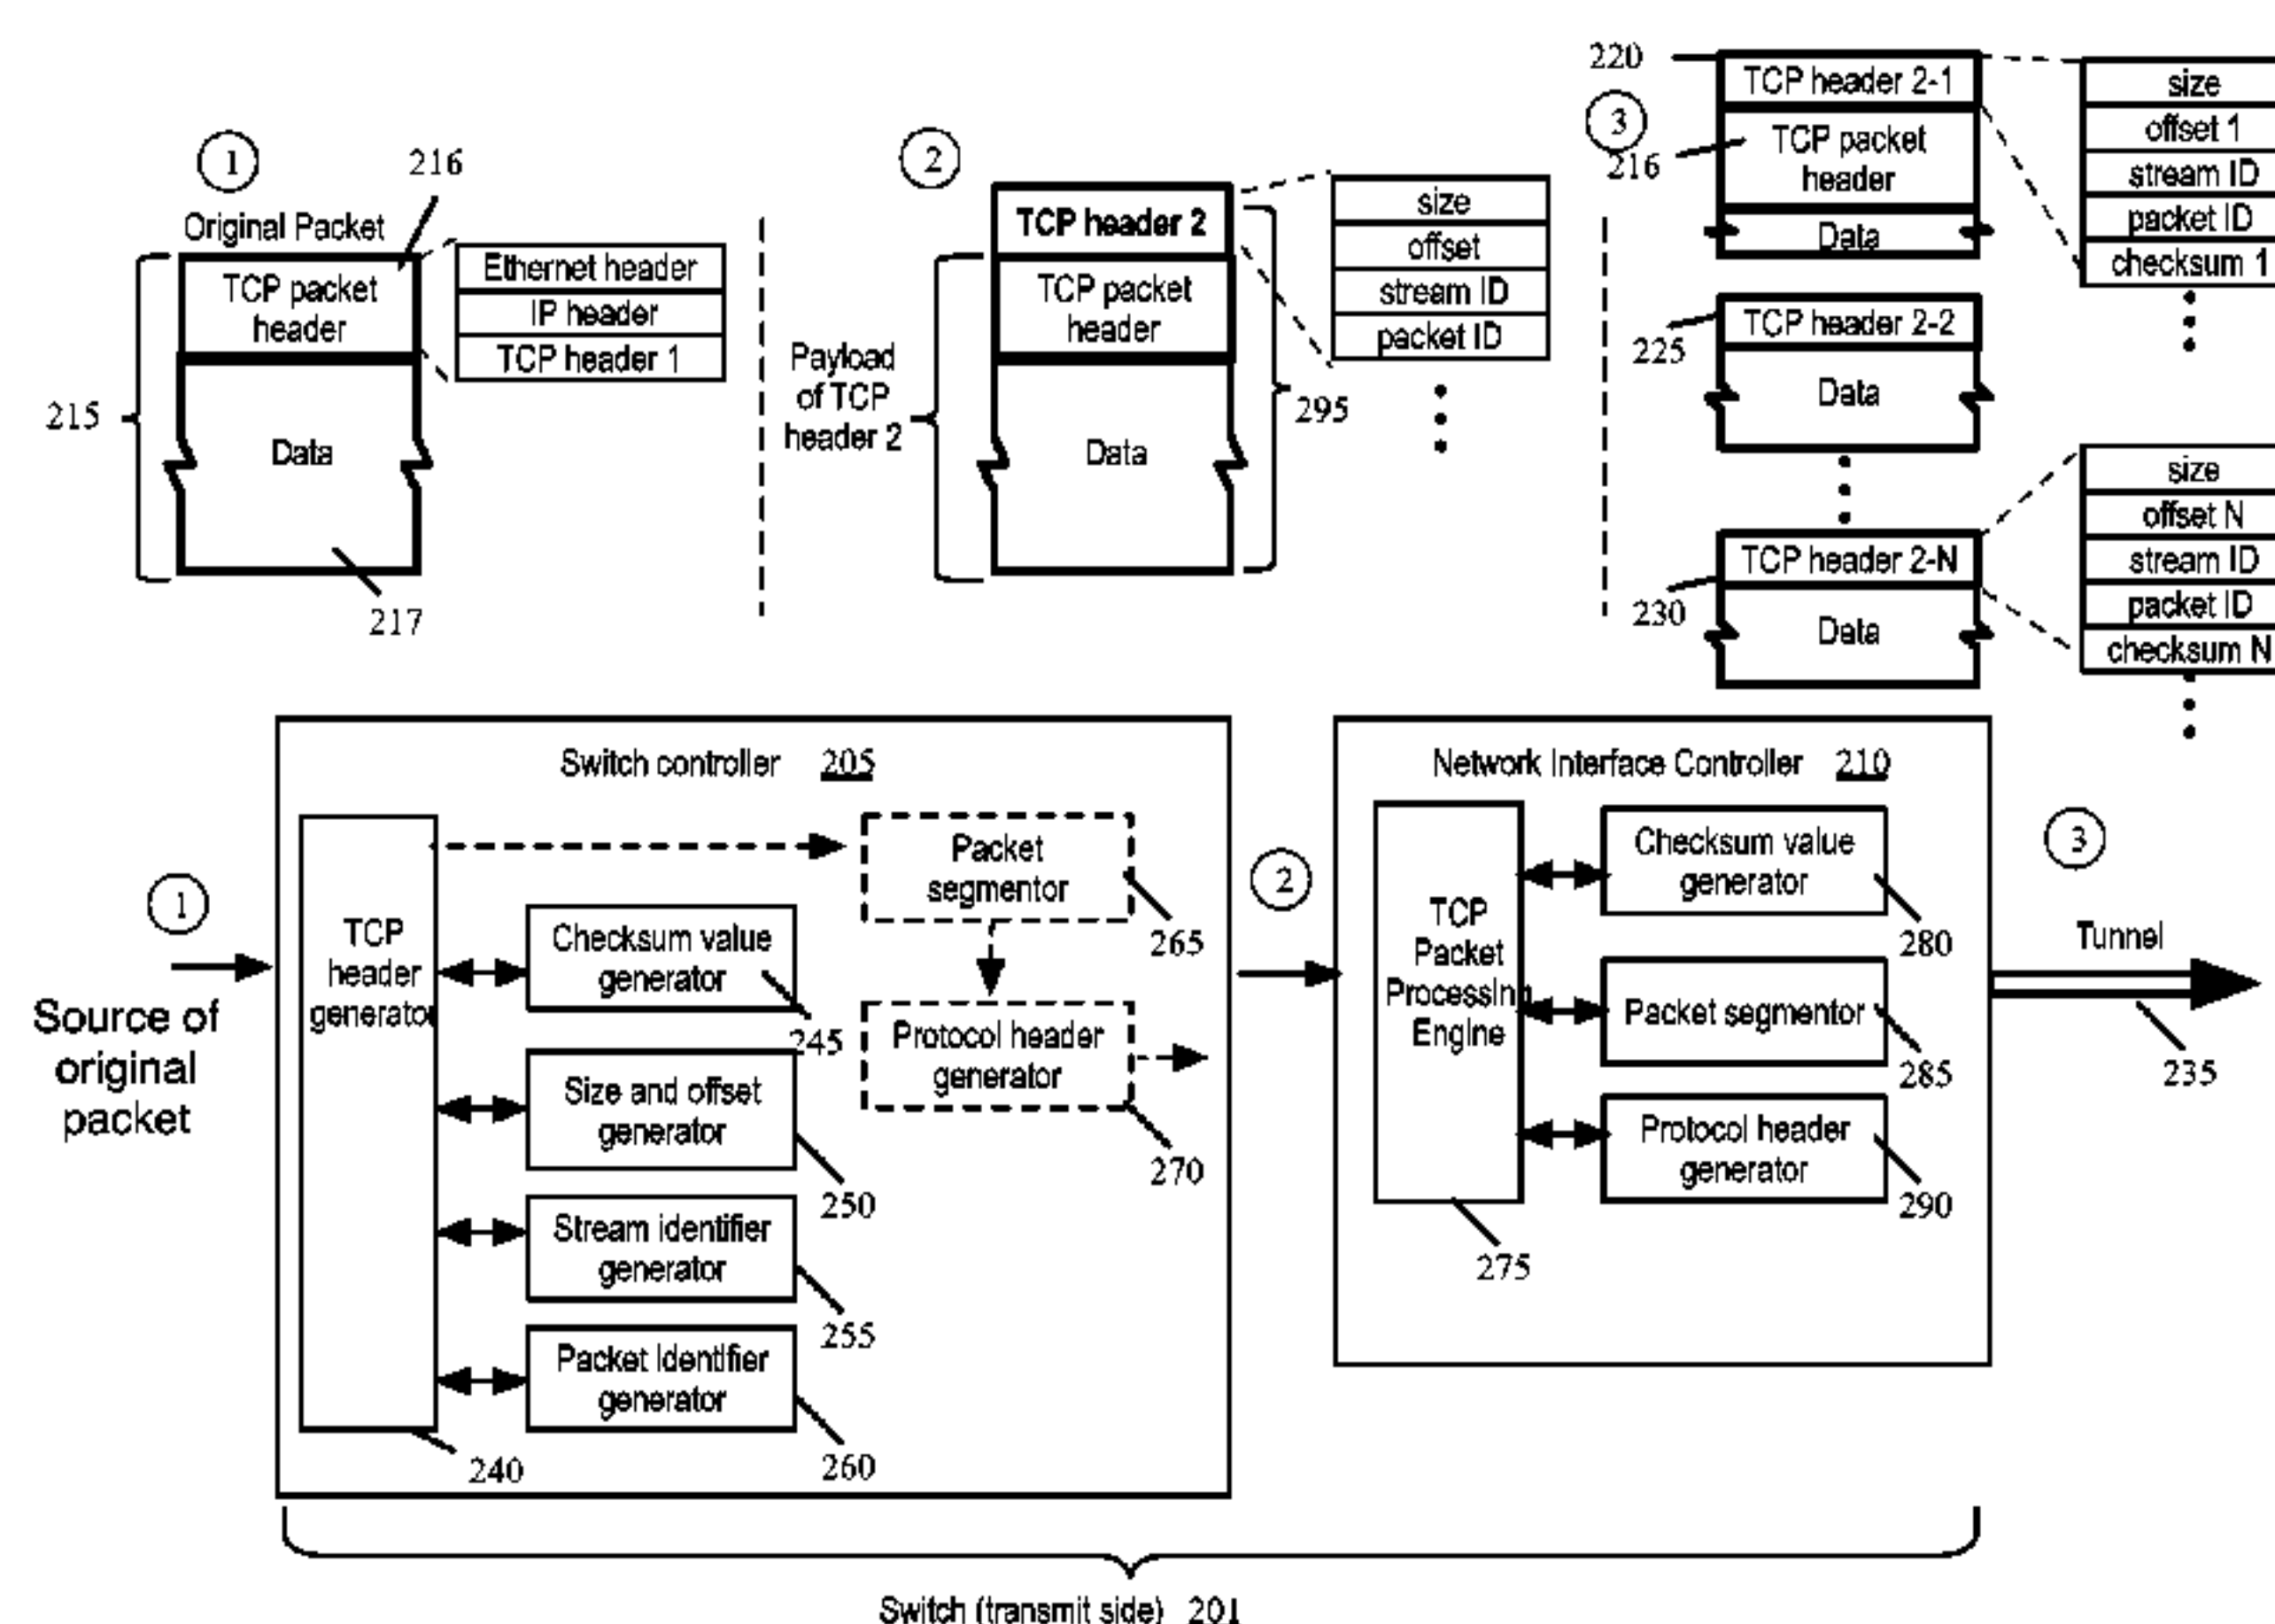 1
216
Original Packet
TCP packet
header
Ethernet header
IP header
TCP header 1
215
Data
217
2
TCP header 2
TCP packet
header
Payload
of TCP
header 2
Data
295
size
offset
stream ID
packet ID
220
3
216
TCP header 2-1
TCP packet
header
Data
size
offset 1
stream ID
packet ID
checksum 1
225
TCP header 2-2
Data
230
TCP header 2-N
Data
size
offset N
stream ID
packet ID
checksum N
Switch controller 205
1
Source of
original
packet
TCP
header
generator
240
Checksum value
generator
245
Size and offset
generator
250
Stream identifier
generator
255
Packet identifier
generator
260
Packet
segmentor
265
Protocol header
generator
270
2
Network Interface Controller 210
TCP
Packet
Processing
Engine
275
Checksum value
generator
280
Packet segmentor
285
Protocol header
generator
290
3
Tunnel
235
Switch (transmit side) 201